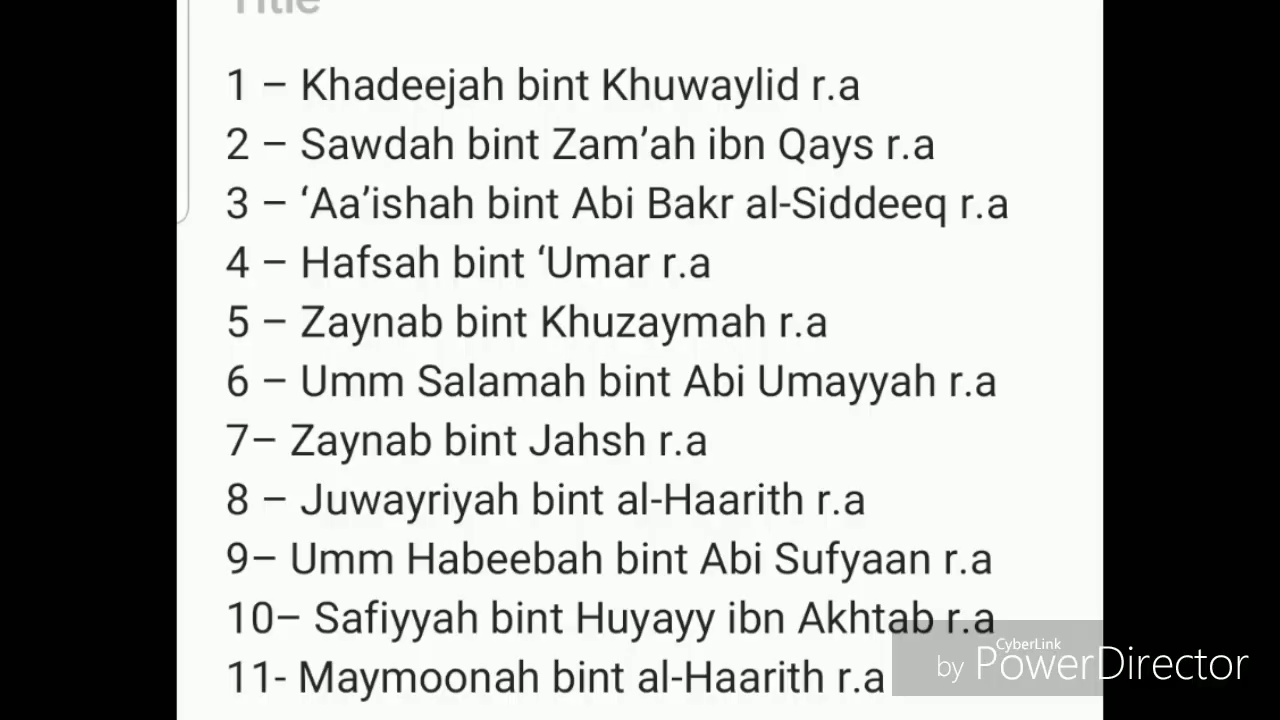 Title
1 – Khadeejah bint Khuwaylid r.a
2 – Sawdah bint Zam’ah ibn Qays r.a
3 – ‘Aa’ishah bint Abi Bakr al-Siddeeq r.a
4 – Hafsah bint ‘Umar r.a
5 – Zaynab bint Khuzaymah r.a
6 – Umm Salamah bint Abi Umayyah r.a
7– Zaynab bint Jahsh r.a
8 – Juwayriyah bint al-Haarith r.a
9– Umm Habeebah bint Abi Sufyaan r.a
10– Safiyyah bint Huyayy ibn Akhtab r.a
11- Maymoonah bint al-Haarith r.a
CyberLink
by PowerDirector